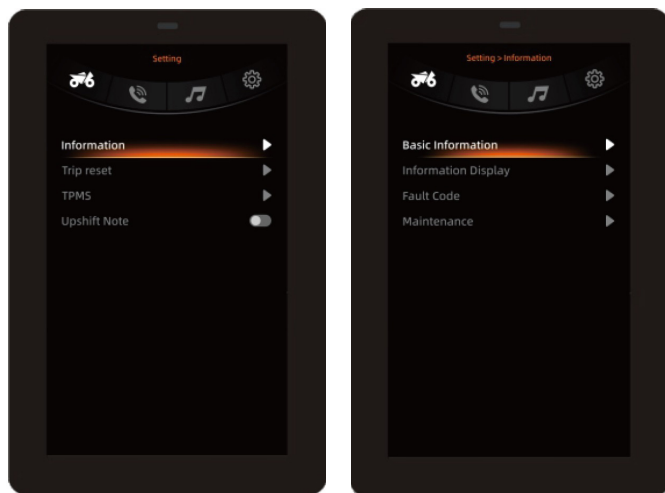 Setting
Information
Trip reset
TPMS
Upshift Note
Setting > Information
Basic Information
Information Display
Fault Code
Maintenance